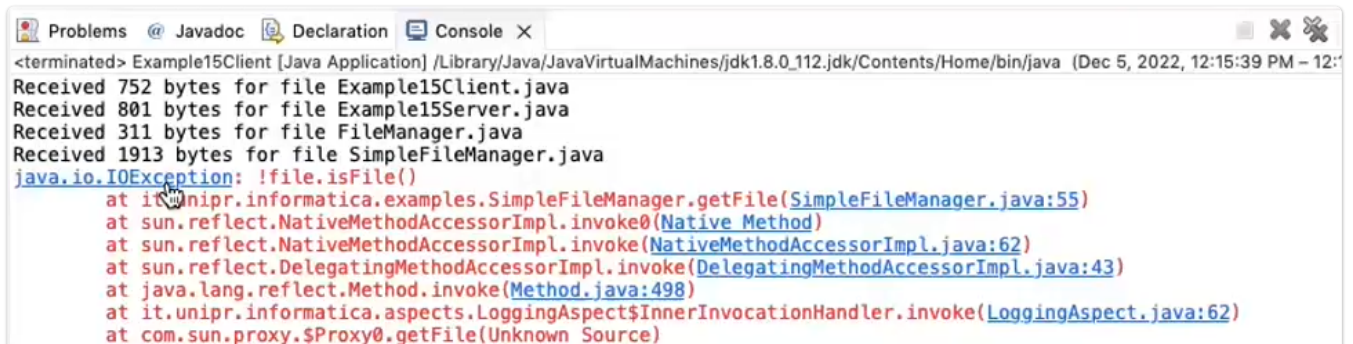 Problems @ Javadoc Declaration Console
<terminated> Example15Client [Java Application] /Library/Java/JavaVirtualMachines/jdk1.8.0_112.jdk/Contents/Home/bin/java (Dec 5, 2022, 12:15:39 PM – 12:
Received 752 bytes for file Example15Client.java
Received 801 bytes for file Example15Server.java
Received 311 bytes for file FileManager.java
Received 1913 bytes for file SimpleFileManager.java
java.io.IOException: !file.isFile()
at it.unipr.informatica.examples.SimpleFileManager.getFile(SimpleFileManager.java:55)
at sun.reflect.NativeMethodAccessorImpl.invoke0(Native Method)
at sun.reflect.NativeMethodAccessorImpl.invoke(NativeMethodAccessorImpl.java:62)
at sun.reflect.DelegatingMethodAccessorImpl.invoke(DelegatingMethodAccessorImpl.java:43)
at java.lang.reflect.Method.invoke(Method.java:498)
at it.unipr.informatica.aspects.LoggingAspect$InnerInvocationHandler.invoke(LoggingAspect.java:62)
at com.sun.proxy.$Proxy0.getFile(Unknown Source)